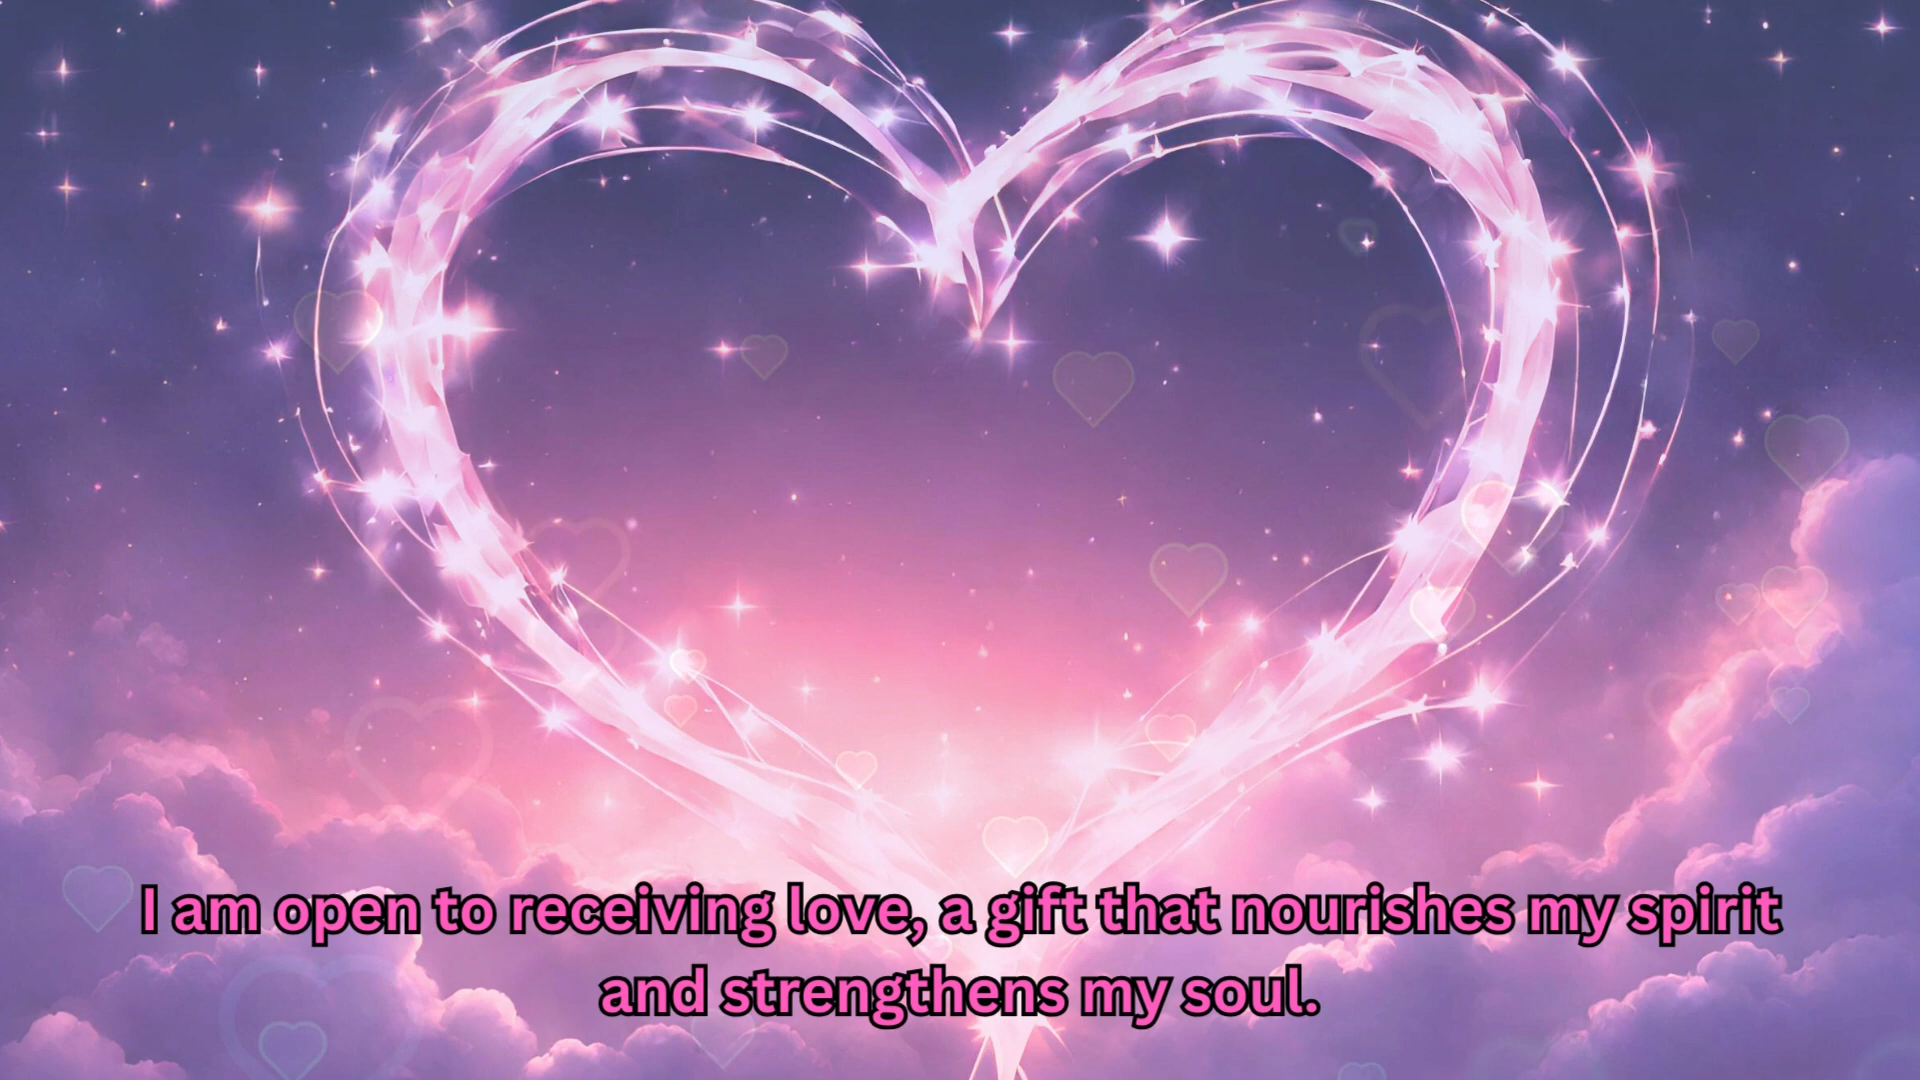 I am open to receiving love, a gift that nourishes my spirit
and strengthens my soul.